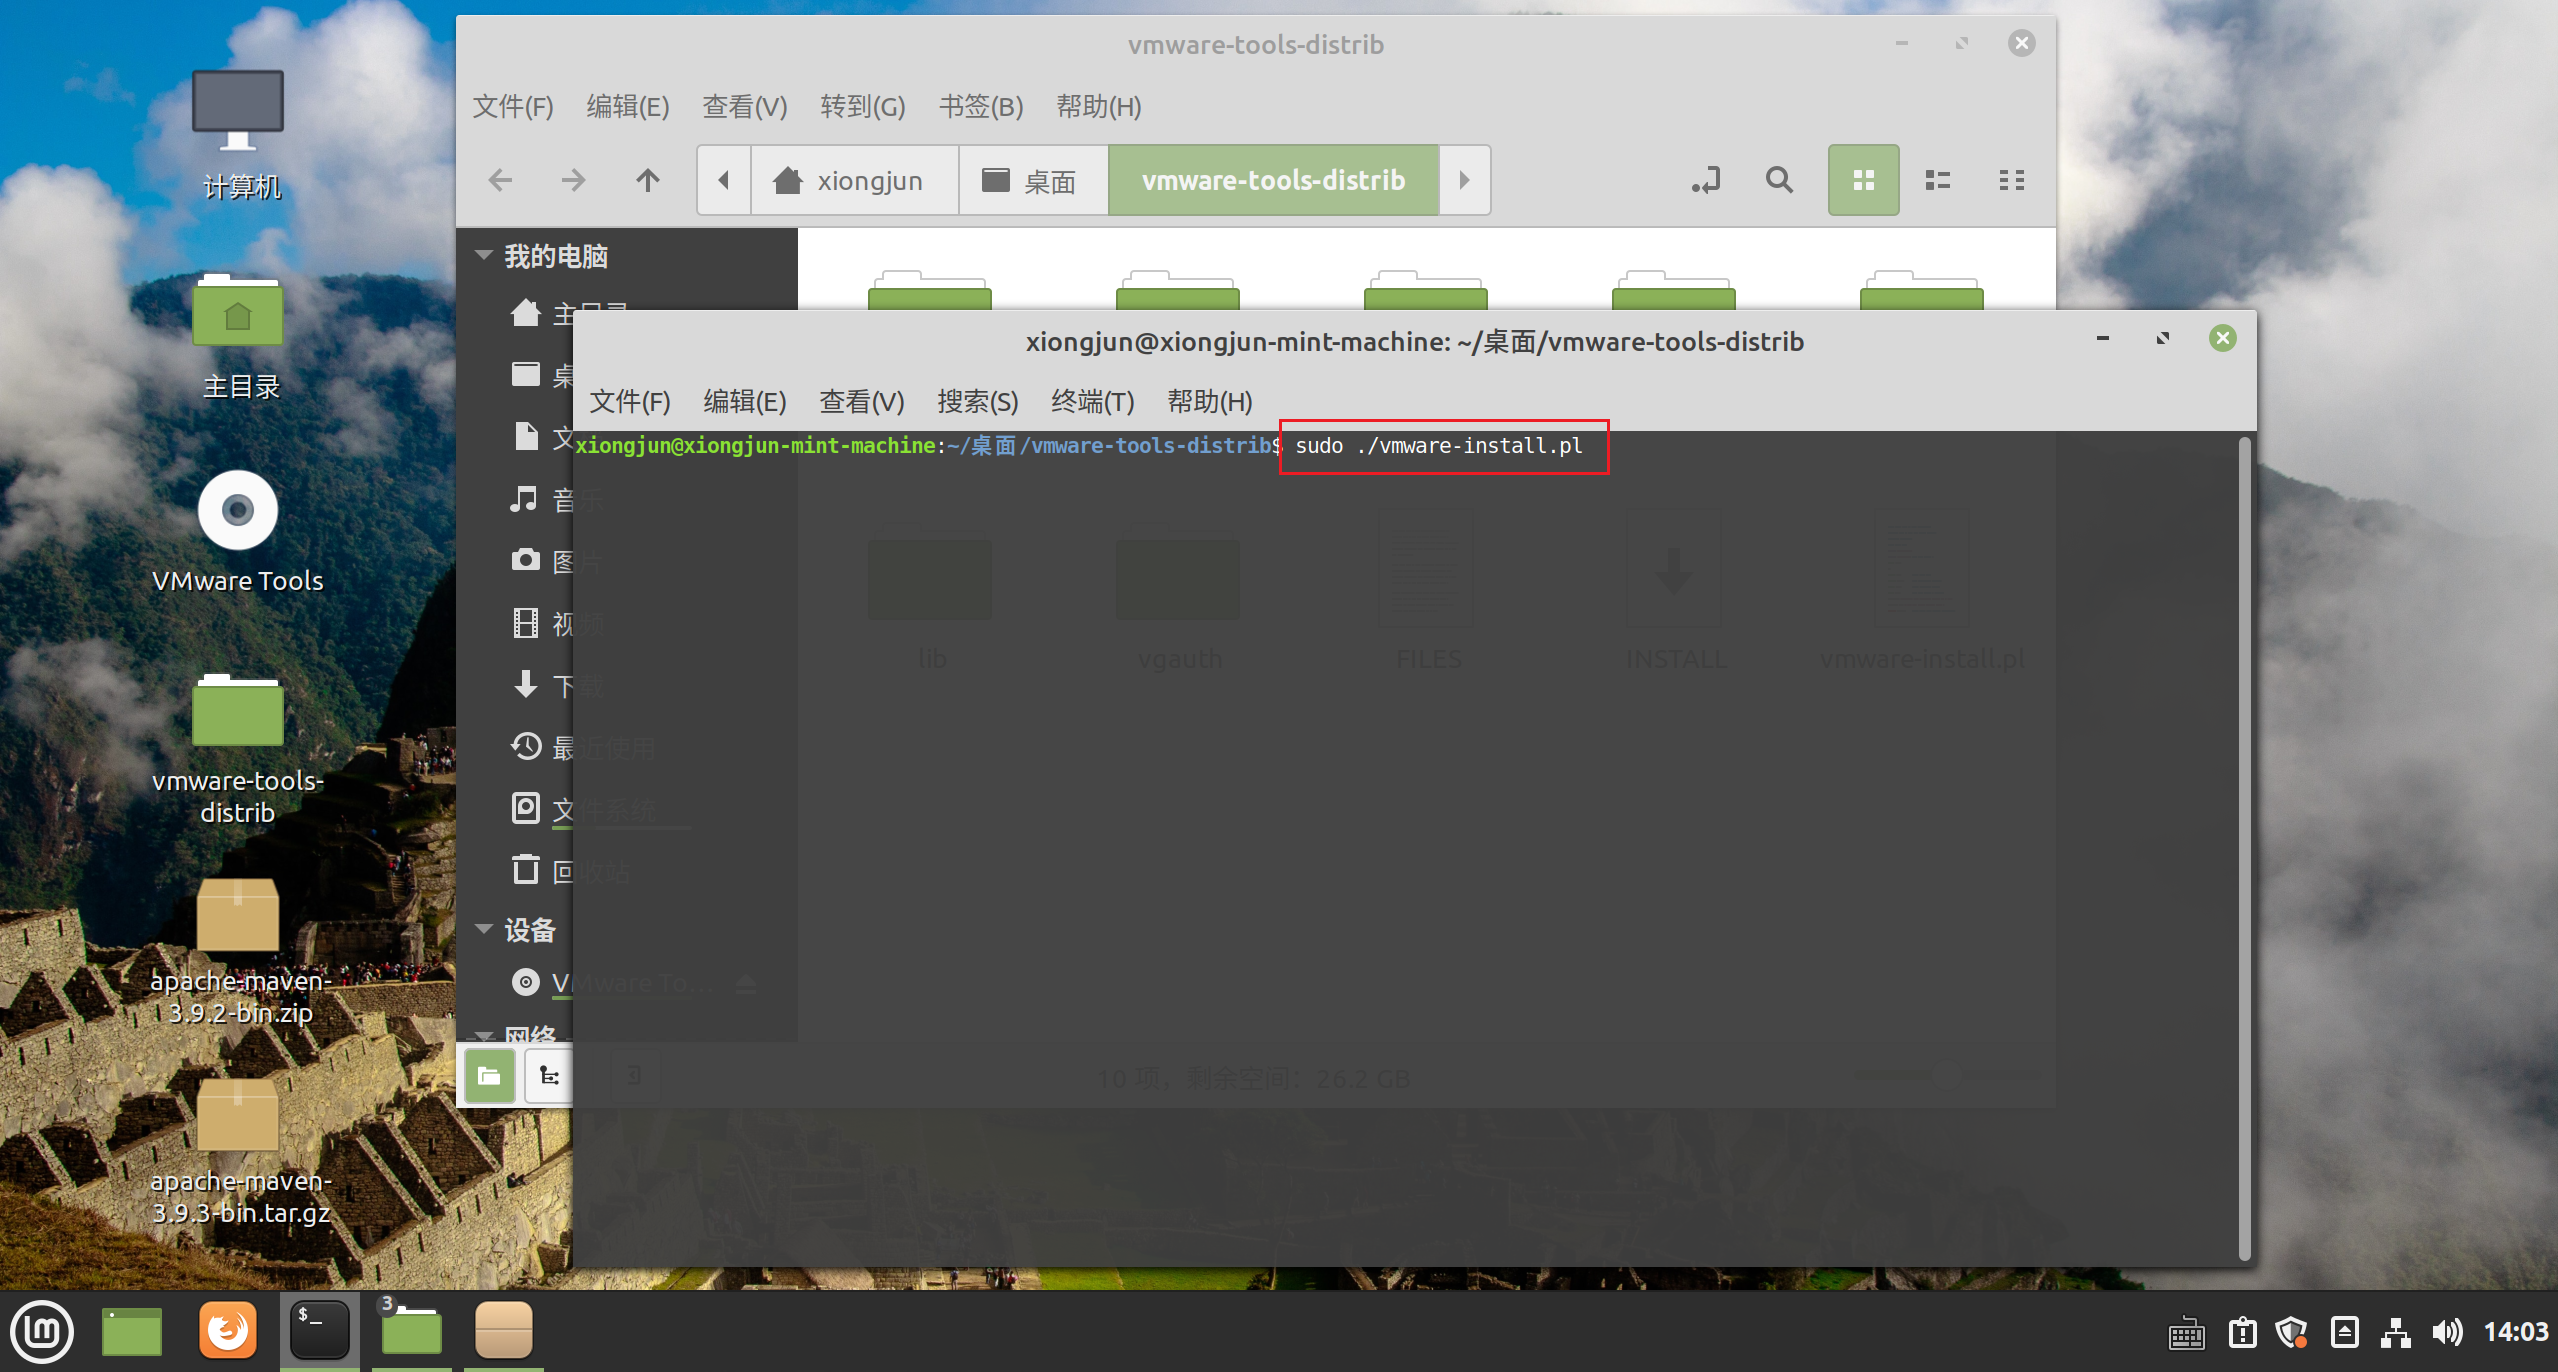 计算机
主目录
VMware Tools
vmware-tools-
distrib
apache-maven-
3.9.2-bin.zip
apache-maven-
3.9.3-bin.tar.gz
vmware-tools-distrib
文件(F) 编辑(E) 查看(V) 转到(G) 书签(B) 帮助(H)
xiongjun 桌面 vmware-tools-distrib
我的电脑
主目录
桌
文
音乐
图片
视频
下载
最近使用
文件系统
回收站
设备
VMware To...
网络
xiongjun@xiongjun-mint-machine: ~/桌面/vmware-tools-distrib
文件(F) 编辑(E) 查看(V) 搜索(S) 终端(T) 帮助(H)
xiongjun@xiongjun-mint-machine:~/桌面/vmware-tools-distrib$ sudo ./vmware-install.pl
lib vgauth FILES INSTALL vmware-install.pl
10 项，剩余空间：26.2 GB
3
$_
14:03